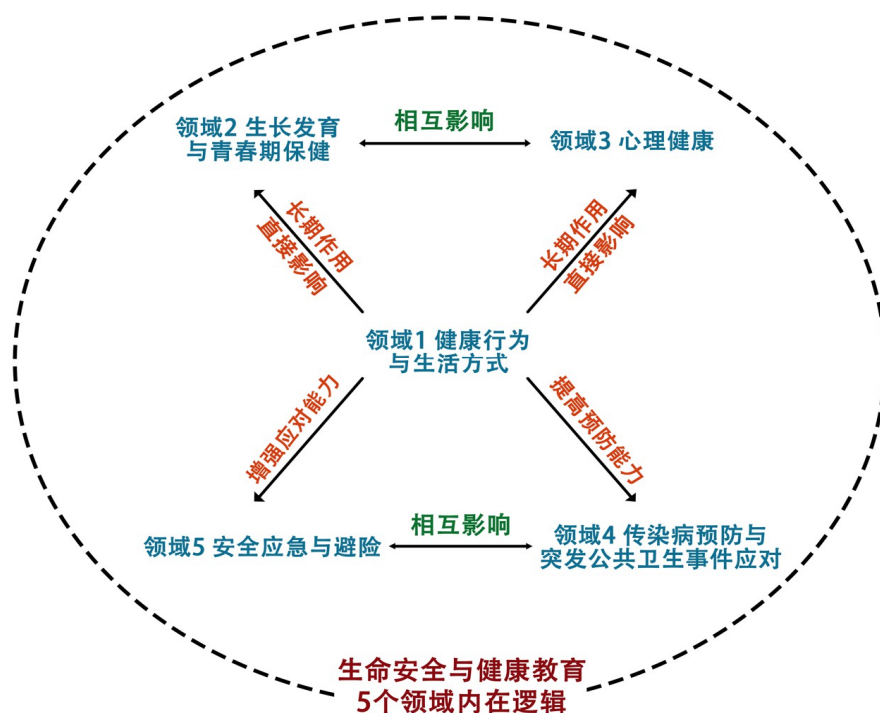 领域2 生长发育
与青春期保健
相互影响
领域3 心理健康
长期作用
直接影响
长期作用
直接影响
领域1 健康行为
与生活方式
增强应对能力
提高预防能力
领域5 安全应急与避险
相互影响
领域4 传染病预防与
突发公共卫生事件应对
生命安全与健康教育
5个领域内在逻辑